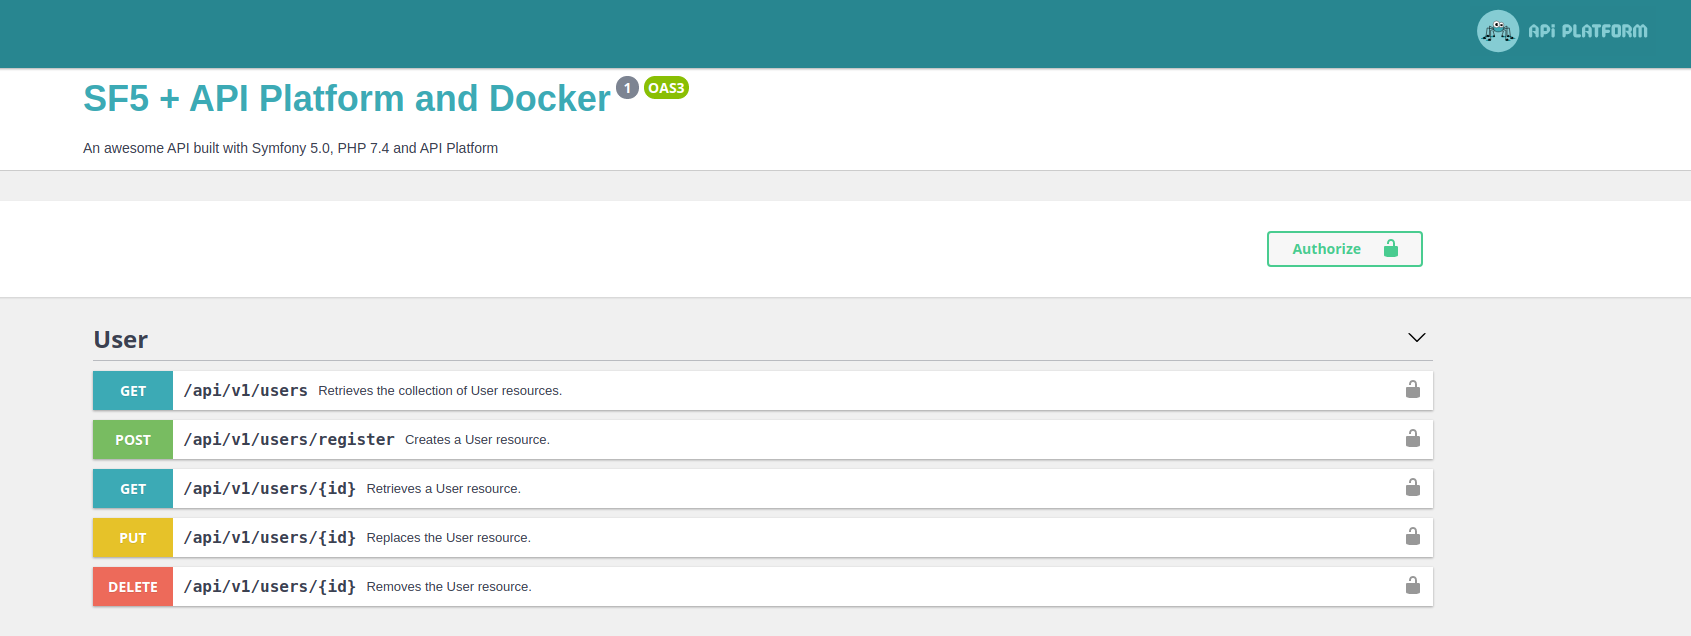 APi PLATFORM
SF5 + API Platform and Docker 1 OAS3
An awesome API built with Symfony 5.0, PHP 7.4 and API Platform
Authorize
User
GET /api/v1/users Retrieves the collection of User resources.
POST /api/v1/users/register Creates a User resource.
GET /api/v1/users/{id} Retrieves a User resource.
PUT /api/v1/users/{id} Replaces the User resource.
DELETE /api/v1/users/{id} Removes the User resource.